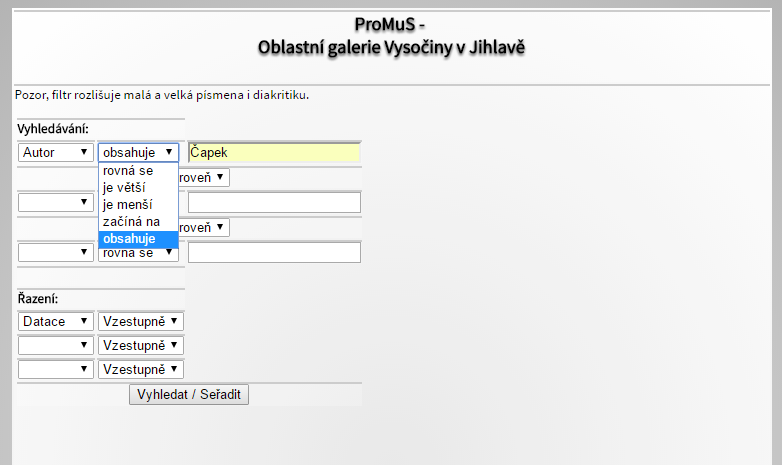 ProMuS -
Oblastní galerie Vysočiny v Jihlavě
Pozor, filtr rozlišuje malá a velká písmena i diakritiku.
Vyhledávání:
Autor obsahuje Čapek
rovná se
je větší
je menší
začíná na
obsahuje
roveň
roveň
rovná se
Řazení:
Datace Vzestupně
Vzestupně
Vzestupně
Vyhledat / Seřadit